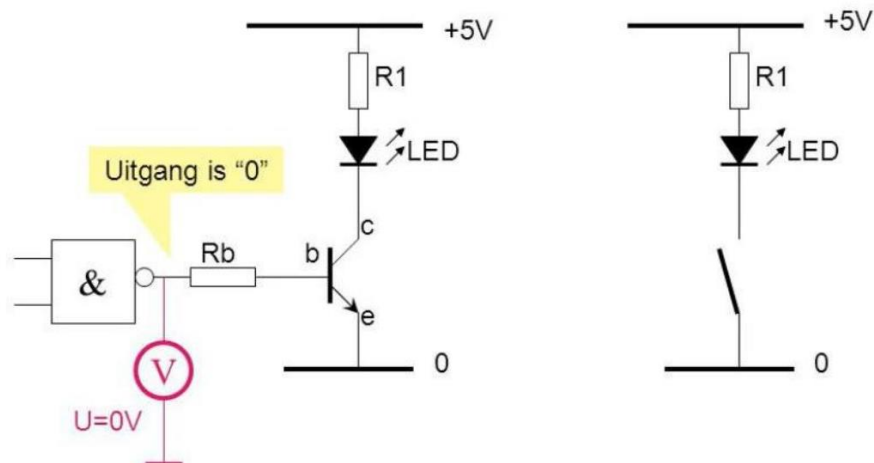 +5V
R1
LED
Uitgang is “0”
c
Rb
b
&
e
0
V
U=0V
+5V
R1
LED
0